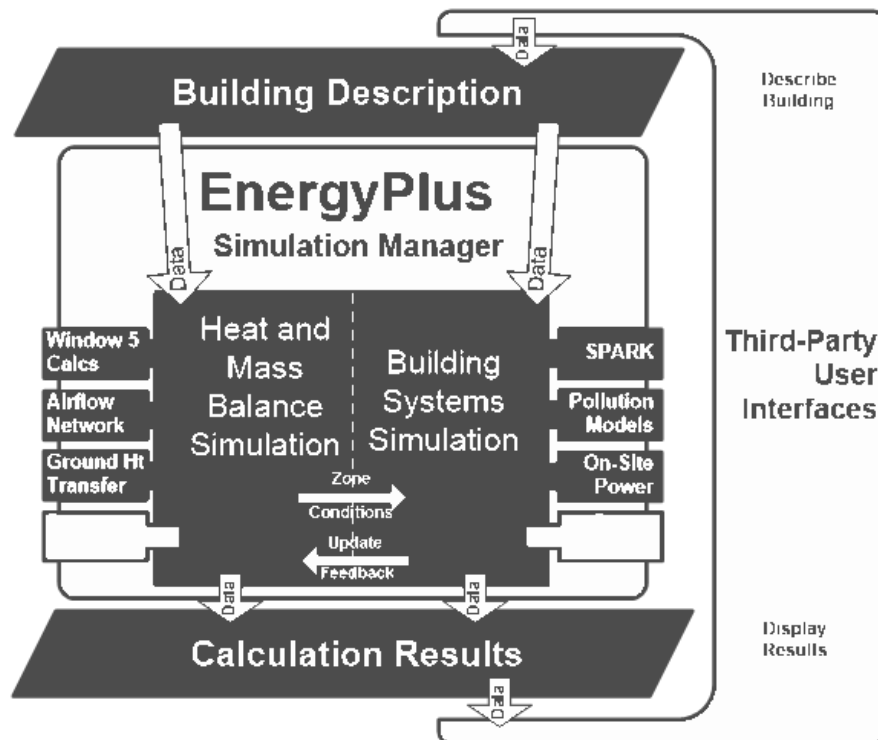 Data
Building Description
Describe
Building
EnergyPlus
Simulation Manager
Data
Data
Heat and
Mass
Balance
Simulation
Building
Systems
Simulation
Window 5
Calcs
Airflow
Network
Ground Ht
Transfer
SPARK
Pollution
Models
On-Site
Power
Zone
Conditions
Update
Feedback
Third-Party
User
Interfaces
Data
Data
Calculation Results
Display
Results
Data